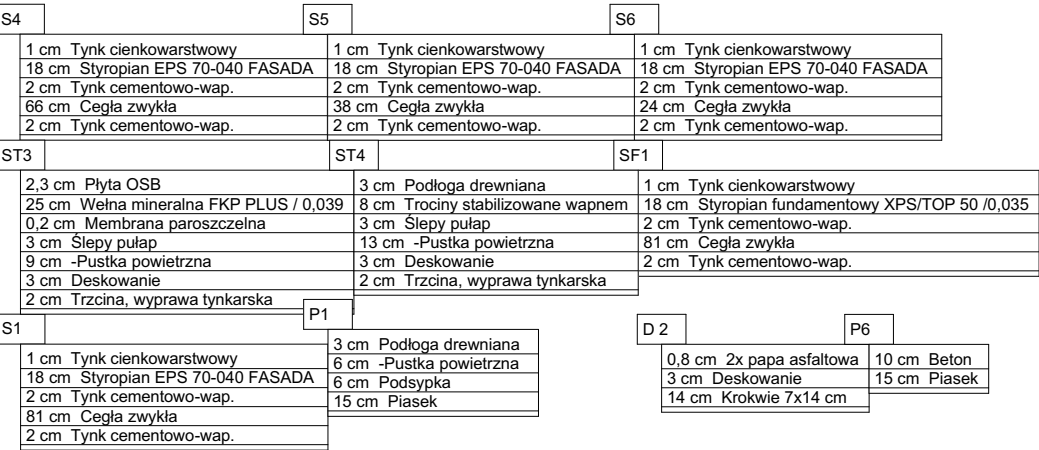 S4
1 cm Tynk cienkowarstwowy
18 cm Styropian EPS 70-040 FASADA
2 cm Tynk cementowo-wap.
66 cm Cegła zwykła
2 cm Tynk cementowo-wap.
S5
1 cm Tynk cienkowarstwowy
18 cm Styropian EPS 70-040 FASADA
2 cm Tynk cementowo-wap.
38 cm Cegła zwykła
2 cm Tynk cementowo-wap.
S6
1 cm Tynk cienkowarstwowy
18 cm Styropian EPS 70-040 FASADA
2 cm Tynk cementowo-wap.
24 cm Cegła zwykła
2 cm Tynk cementowo-wap.
ST3
2,3 cm Płyta OSB
25 cm Wełna mineralna FKP PLUS / 0,039
0,2 cm Membrana paroszczelna
3 cm Ślepy pułap
9 cm -Pustka powietrzna
3 cm Deskowanie
2 cm Trzcina, wyprawa tynkarska
ST4
3 cm Podłoga drewniana
8 cm Trociny stabilizowane wapnem
3 cm Ślepy pułap
13 cm -Pustka powietrzna
3 cm Deskowanie
2 cm Trzcina, wyprawa tynkarska
SF1
1 cm Tynk cienkowarstwowy
18 cm Styropian fundamentowy XPS/TOP 50 /0,035
2 cm Tynk cementowo-wap.
81 cm Cegła zwykła
2 cm Tynk cementowo-wap.
S1
1 cm Tynk cienkowarstwowy
18 cm Styropian EPS 70-040 FASADA
2 cm Tynk cementowo-wap.
81 cm Cegła zwykła
2 cm Tynk cementowo-wap.
P1
3 cm Podłoga drewniana
6 cm -Pustka powietrzna
6 cm Podsypka
15 cm Piasek
D 2
0,8 cm 2x papa asfaltowa
3 cm Deskowanie
14 cm Krokwie 7x14 cm
P6
10 cm Beton
15 cm Piasek